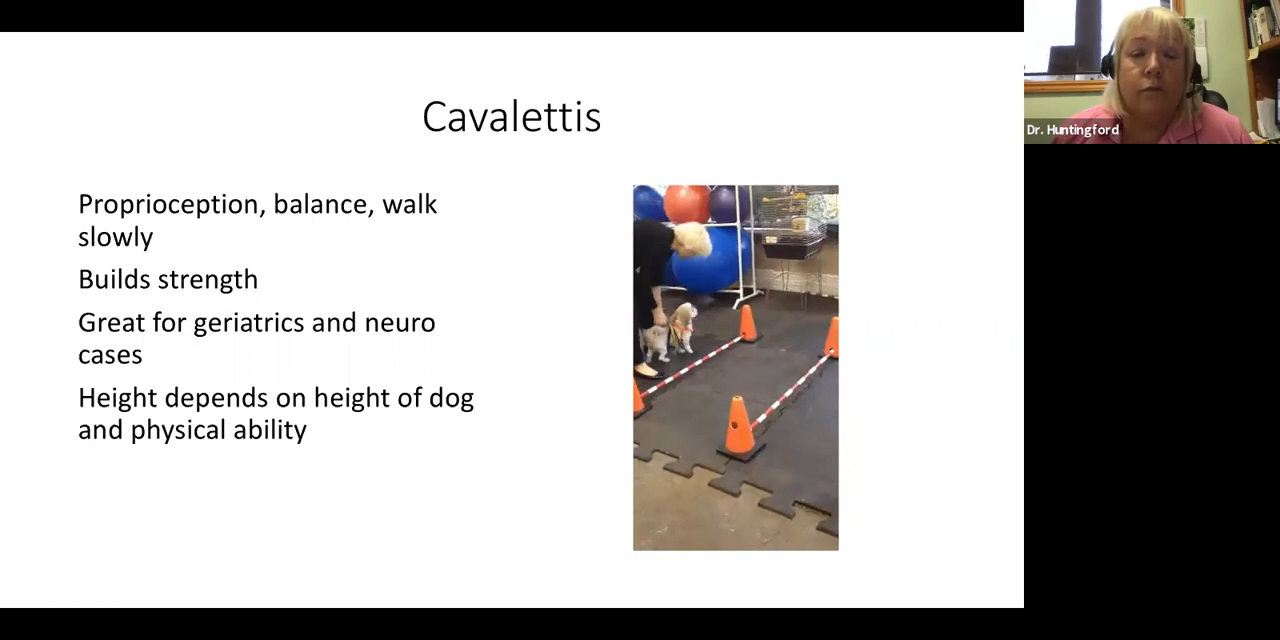 Cavalettis
Proprioception, balance, walk
slowly
Builds strength
Great for geriatrics and neuro
cases
Height depends on height of dog
and physical ability
Dr. Huntingford